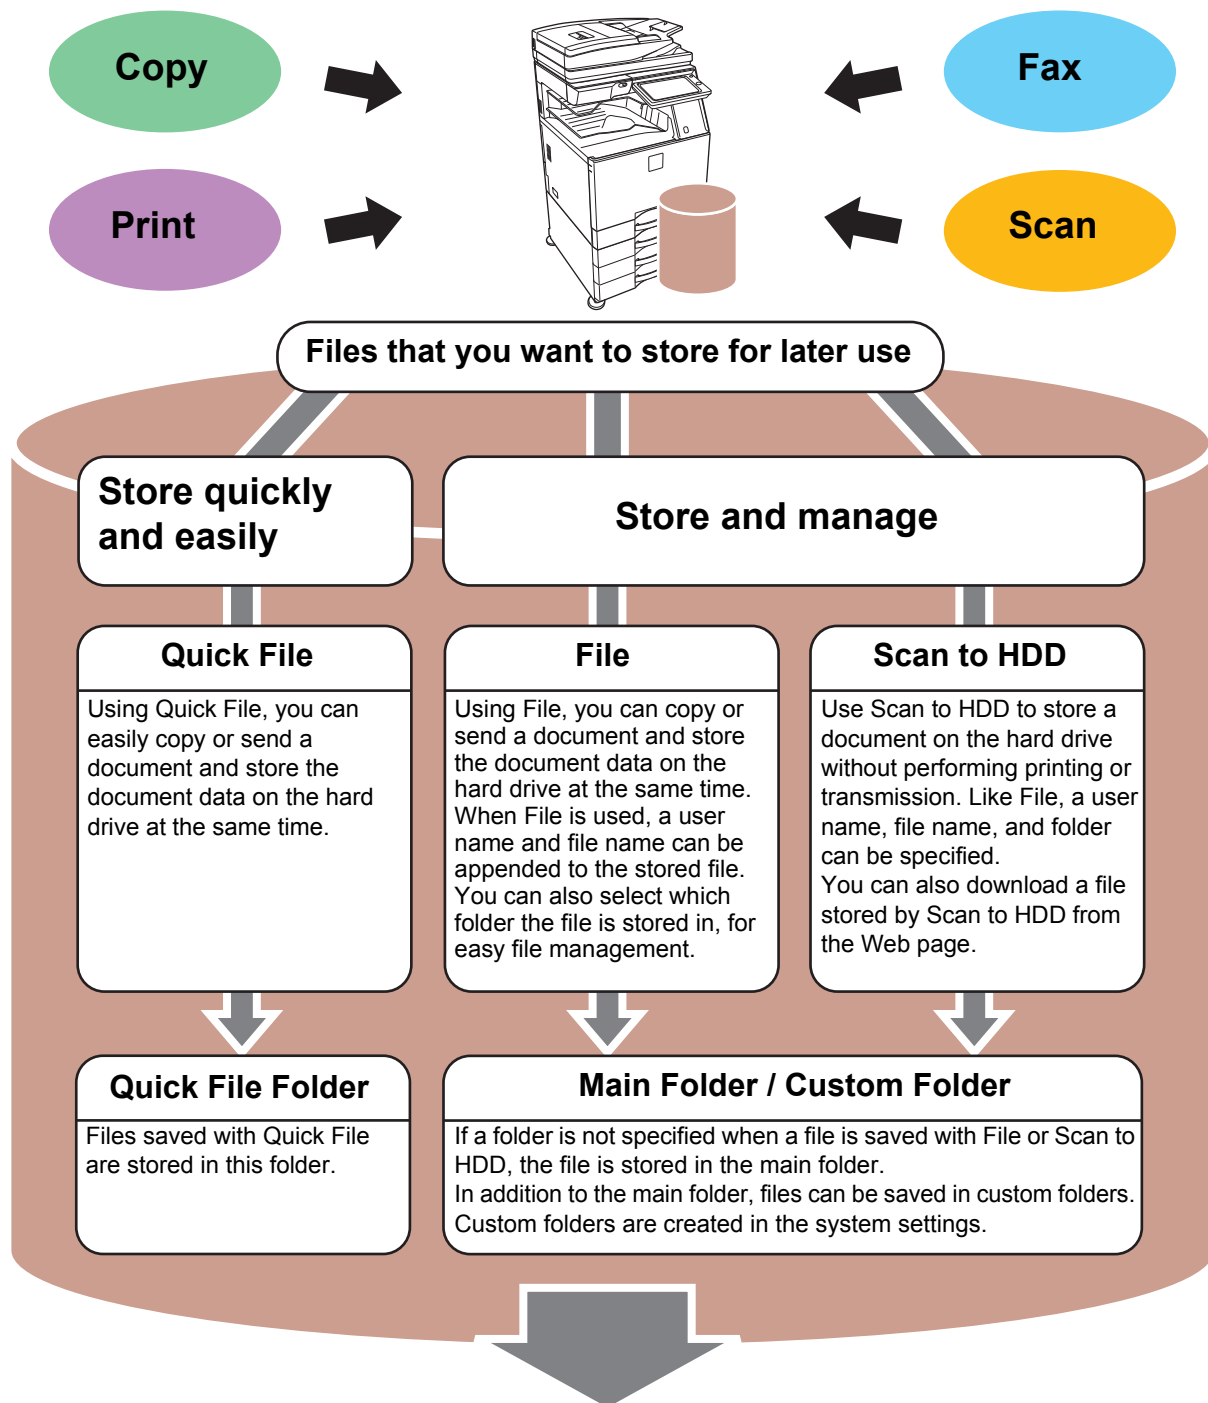 Copy
Fax
Print
Scan
Files that you want to store for later use
Store quickly
and easily
Store and manage
Quick File
Using Quick File, you can
easily copy or send a
document and store the
document data on the hard
drive at the same time.
File
Using File, you can copy or
send a document and store
the document data on the
hard drive at the same time.
When File is used, a user
name and file name can be
appended to the stored file.
You can also select which
folder the file is stored in, for
easy file management.
Scan to HDD
Use Scan to HDD to store a
document on the hard drive
without performing printing or
transmission. Like File, a user
name, file name, and folder
can be specified.
You can also download a file
stored by Scan to HDD from
the Web page.
Quick File Folder
Files saved with Quick File
are stored in this folder.
Main Folder / Custom Folder
If a folder is not specified when a file is saved with File or Scan to
HDD, the file is stored in the main folder.
In addition to the main folder, files can be saved in custom folders.
Custom folders are created in the system settings.